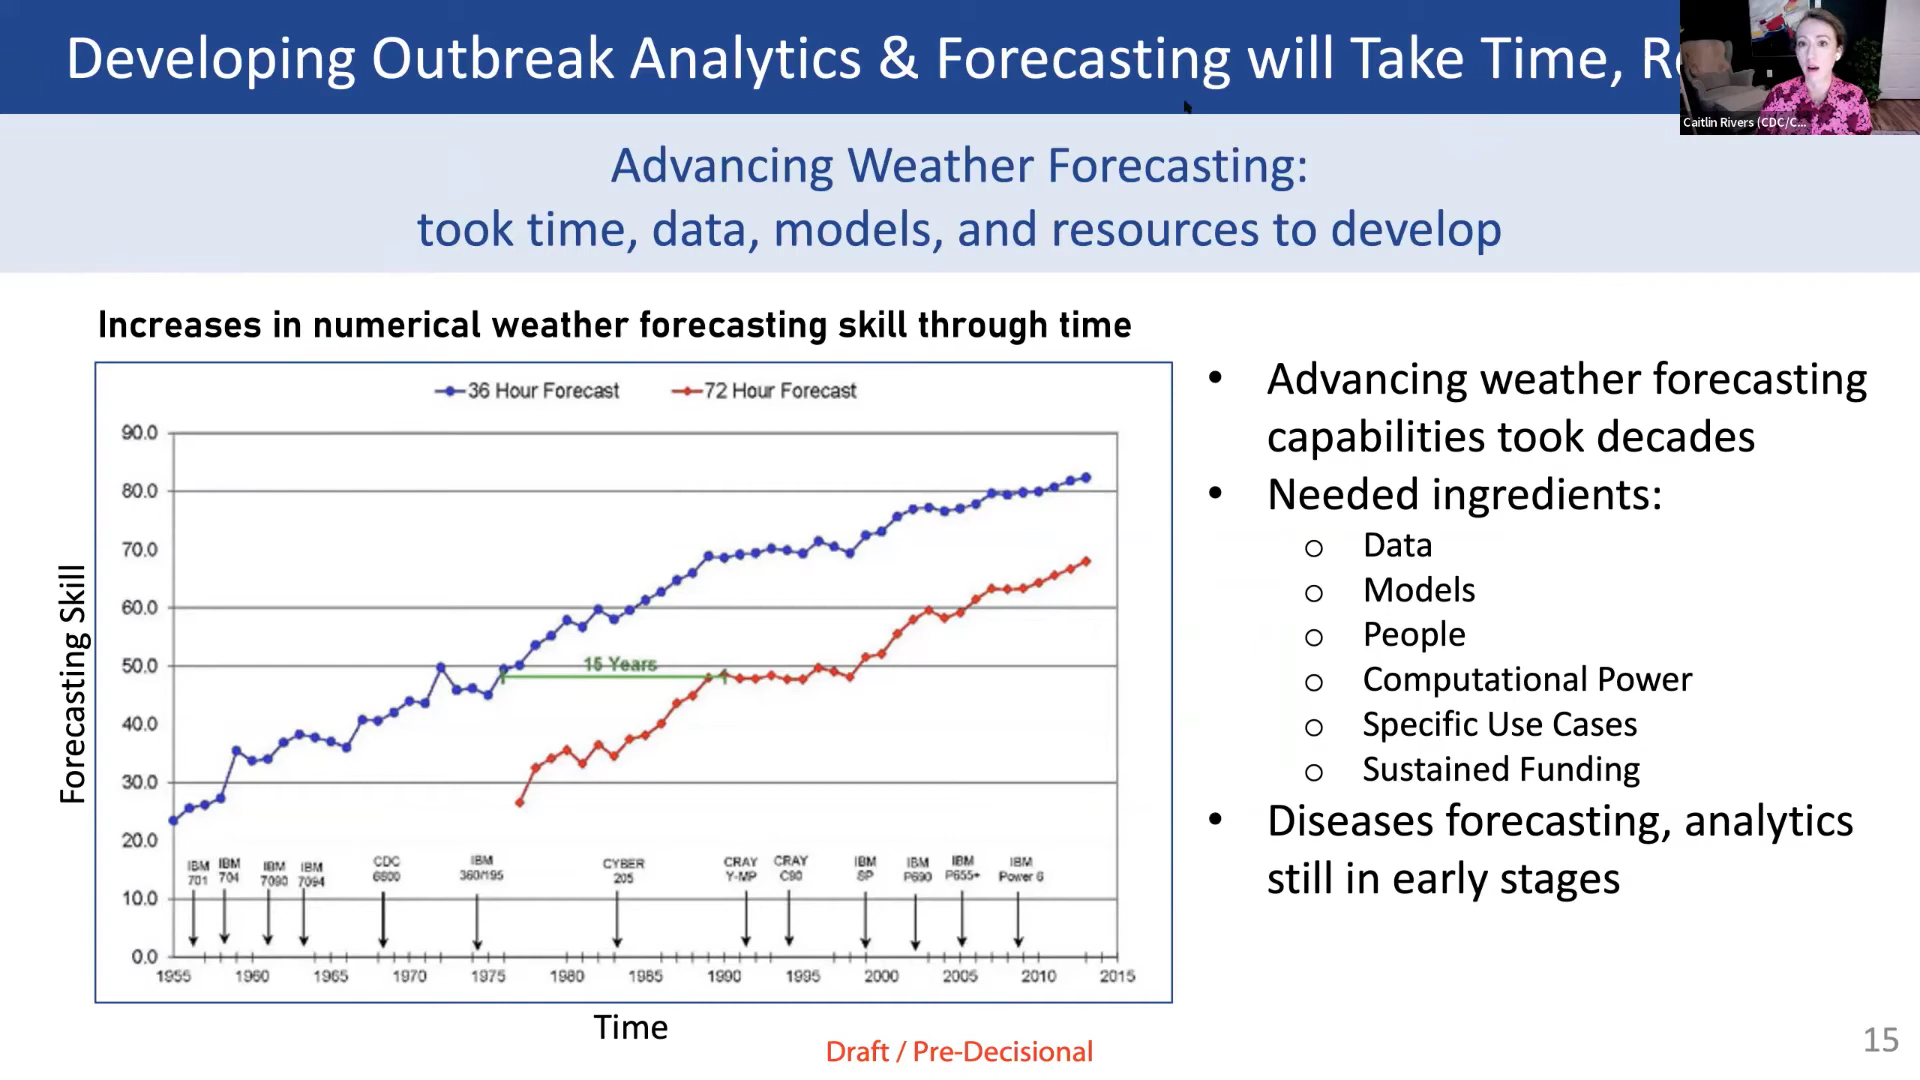 Developing Outbreak Analytics & Forecasting will Take Time, Re
Caitlin Rivers (CDC/C...
Advancing Weather Forecasting:
took time, data, models, and resources to develop
Increases in numerical weather forecasting skill through time
36 Hour Forecast
72 Hour Forecast
90.0
80.0
70.0
60.0
50.0
40.0
30.0
20.0
10.0
0.0
15 Years
IBM 701
IBM 704
IBM 7090
IBM 7094
CDC 6600
IBM 360/195
CYBER 205
CRAY Y-MP
CRAY C90
IBM SP
IBM P690
IBM P655+
IBM Power 6
1955 1960 1965 1970 1975 1980 1985 1990 1995 2000 2005 2010 2015
Forecasting Skill
Time
• Advancing weather forecasting
capabilities took decades
• Needed ingredients:
o Data
o Models
o People
o Computational Power
o Specific Use Cases
o Sustained Funding
• Diseases forecasting, analytics
still in early stages
Draft / Pre-Decisional
15